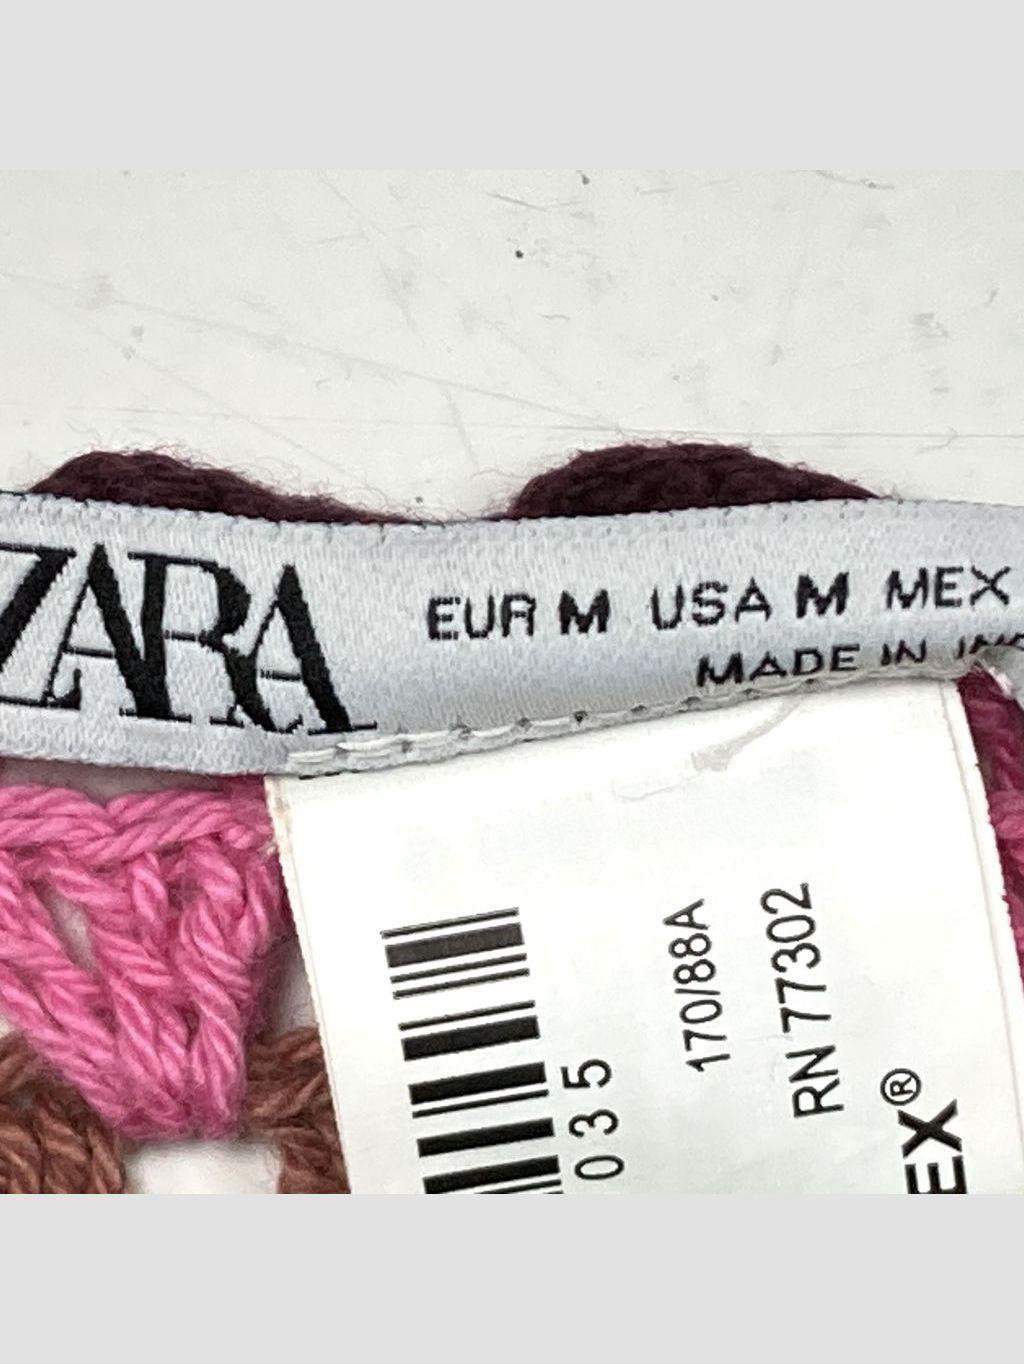 ZARA
EUR M USA M MEX
MADE IN
035
170/88A
RN 77302
EX®